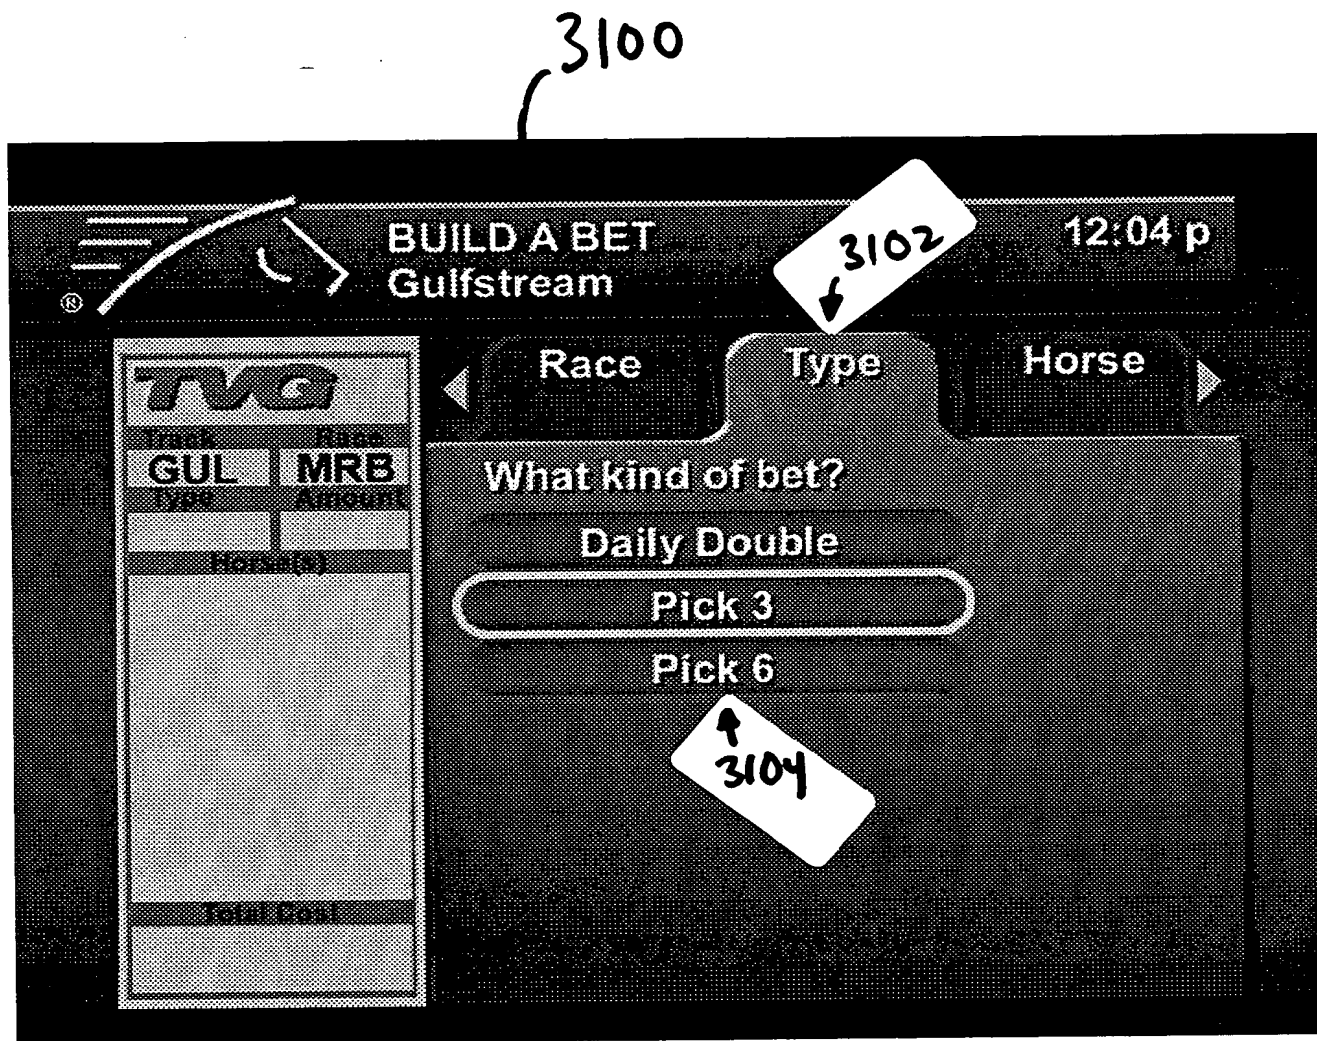 3100
BUILD A BET
Gulfstream
3102
12:04 p
®
TVG
Track Race
GUL MRB
Type Amount
Horse(s)
Total Cost
Race Type Horse
What kind of bet?
Daily Double
Pick 3
Pick 6
3104